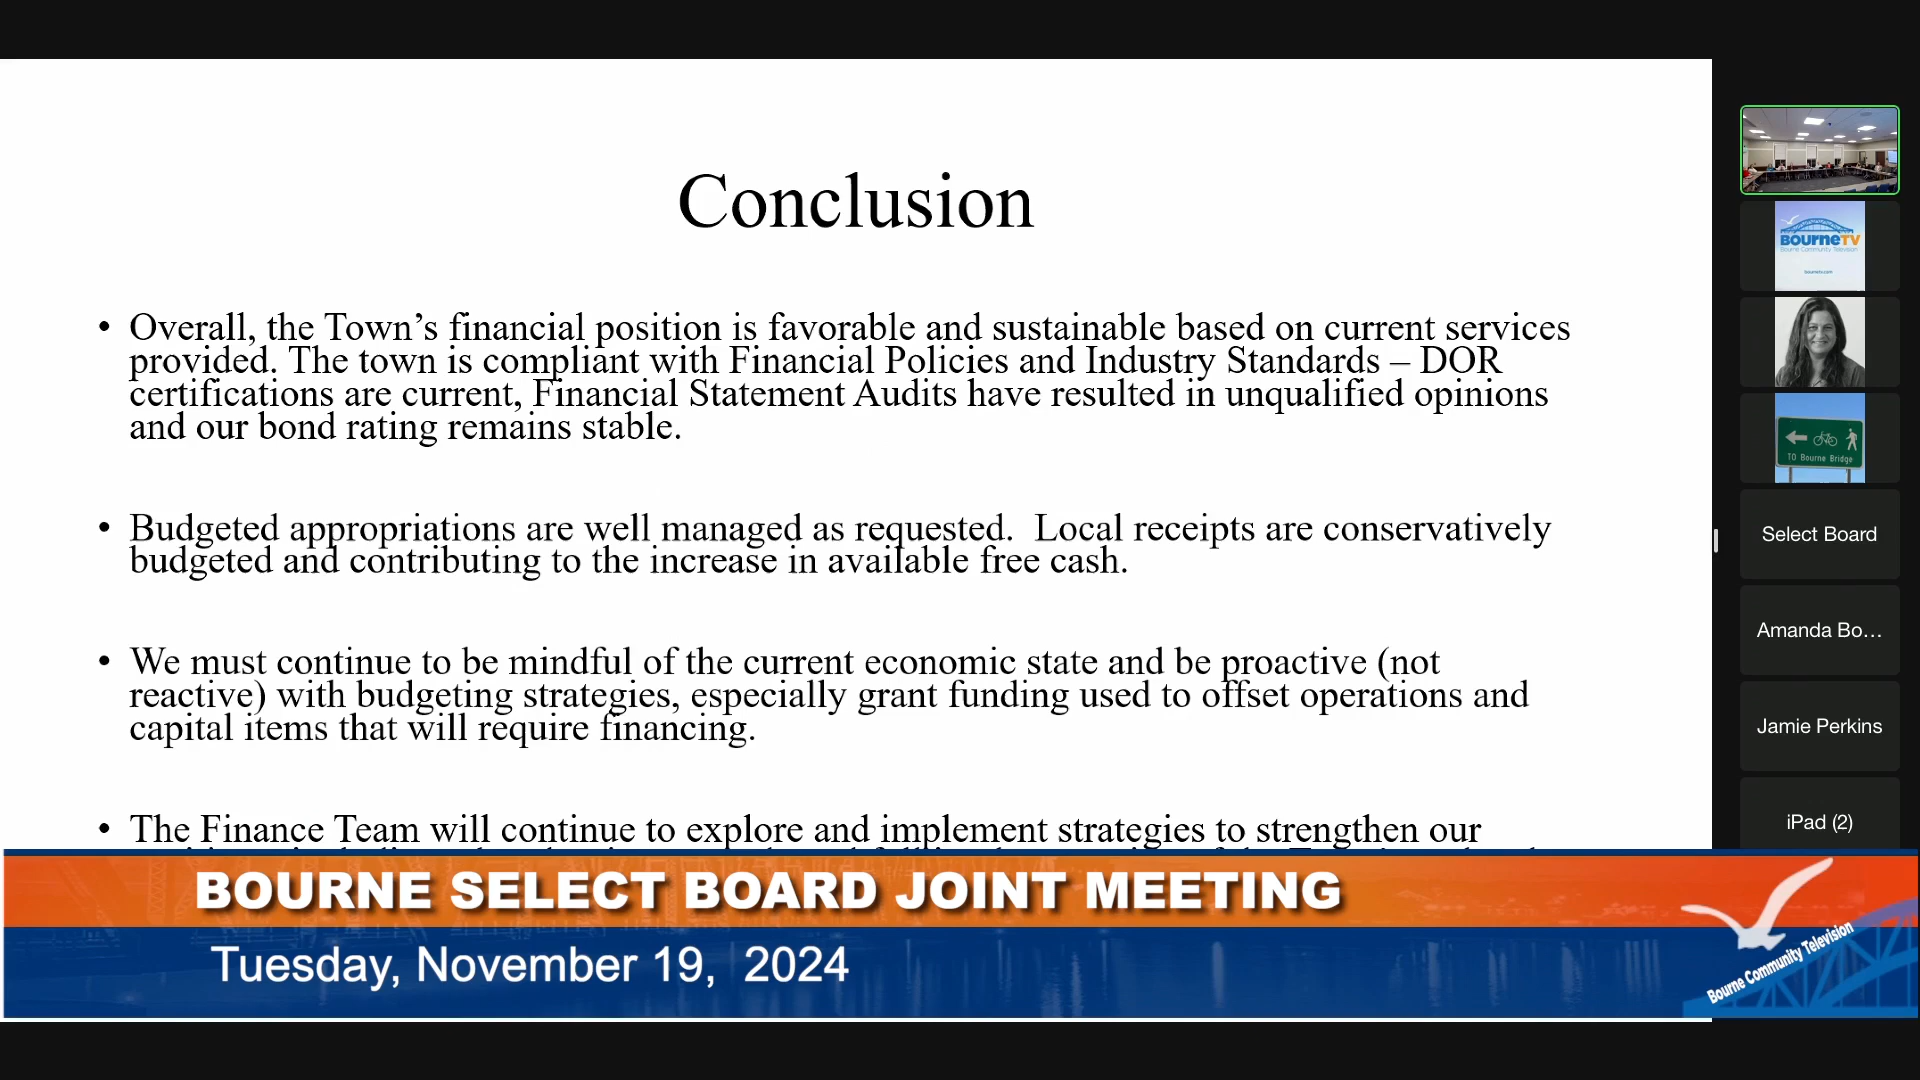 Conclusion
• Overall, the Town’s financial position is favorable and sustainable based on current services
provided. The town is compliant with Financial Policies and Industry Standards – DOR
certifications are current, Financial Statement Audits have resulted in unqualified opinions
and our bond rating remains stable.
• Budgeted appropriations are well managed as requested.  Local receipts are conservatively
budgeted and contributing to the increase in available free cash.
• We must continue to be mindful of the current economic state and be proactive (not
reactive) with budgeting strategies, especially grant funding used to offset operations and
capital items that will require financing.
• The Finance Team will continue to explore and implement strategies to strengthen our
BOURNE SELECT BOARD JOINT MEETING
Tuesday, November 19, 2024
Bourne Community Television
BOURNETV
Bourne Community Television
TO Bourne Bridge
Select Board
Amanda Bo…
Jamie Perkins
iPad (2)